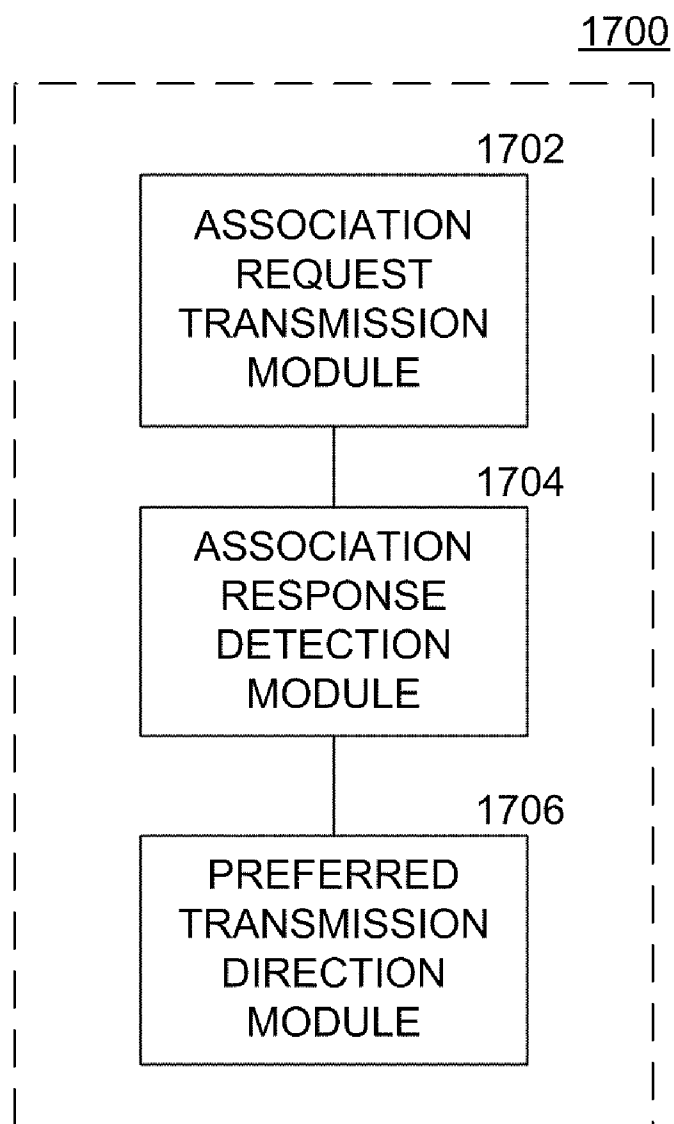 1700
1702
ASSOCIATION
REQUEST
TRANSMISSION
MODULE
1704
ASSOCIATION
RESPONSE
DETECTION
MODULE
1706
PREFERRED
TRANSMISSION
DIRECTION
MODULE